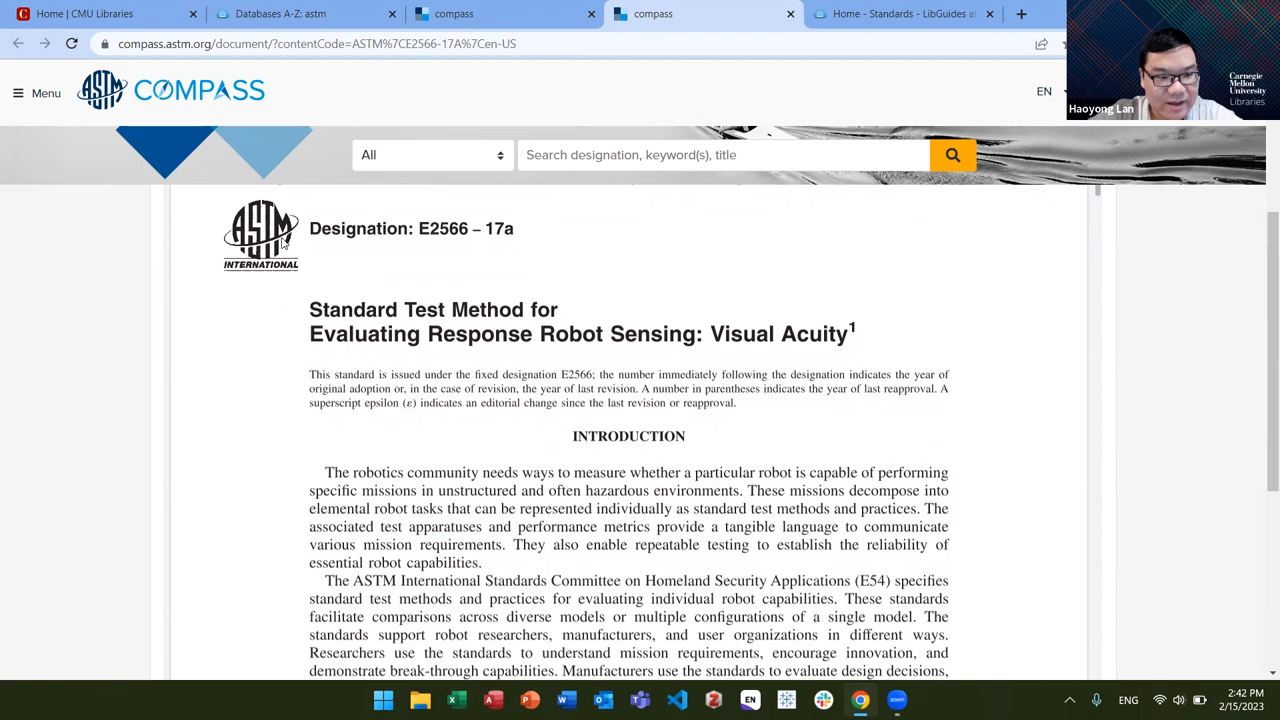 Home | CMU Libraries
Databases A-Z: astm
compass
compass
Home - Standards - LibGuides at
compass.astm.org/document/?contentCode=ASTM%7CE2566-17A%7Cen-US
Menu
ASTM
COMPASS
EN
Haoyong Lan
Carnegie
Mellon
University
Libraries
All
Search designation, keyword(s), title
ASTM
INTERNATIONAL
Designation: E2566 – 17a
Standard Test Method for
Evaluating Response Robot Sensing: Visual Acuity1
This standard is issued under the fixed designation E2566; the number immediately following the designation indicates the year of
original adoption or, in the case of revision, the year of last revision. A number in parentheses indicates the year of last reapproval. A
superscript epsilon (ε) indicates an editorial change since the last revision or reapproval.
INTRODUCTION
The robotics community needs ways to measure whether a particular robot is capable of performing
specific missions in unstructured and often hazardous environments. These missions decompose into
elemental robot tasks that can be represented individually as standard test methods and practices. The
associated test apparatuses and performance metrics provide a tangible language to communicate
various mission requirements. They also enable repeatable testing to establish the reliability of
essential robot capabilities.
The ASTM International Standards Committee on Homeland Security Applications (E54) specifies
standard test methods and practices for evaluating individual robot capabilities. These standards
facilitate comparisons across diverse models or multiple configurations of a single model. The
standards support robot researchers, manufacturers, and user organizations in different ways.
Researchers use the standards to understand mission requirements, encourage innovation, and
demonstrate break-through capabilities. Manufacturers use the standards to evaluate design decisions,
EN
zoom
ENG
2:42 PM
2/15/2023